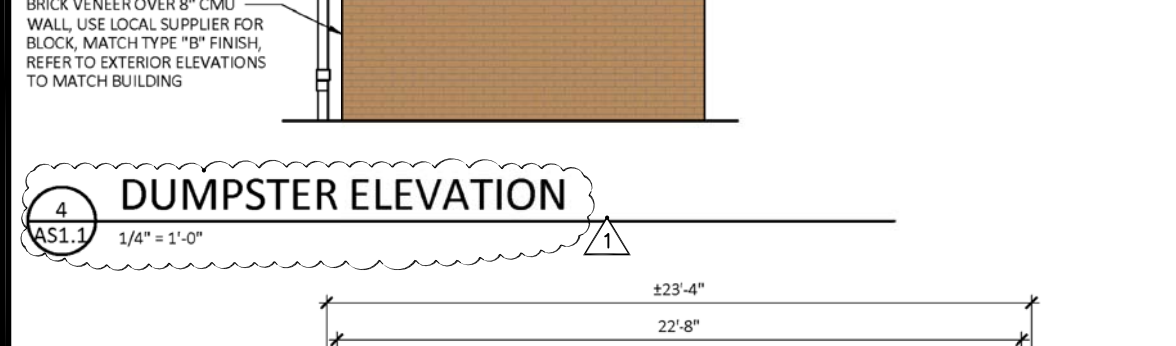 BRICK VENEER OVER 8" CMU
WALL, USE LOCAL SUPPLIER FOR
BLOCK, MATCH TYPE "B" FINISH,
REFER TO EXTERIOR ELEVATIONS
TO MATCH BUILDING
4
AS1.1
DUMPSTER ELEVATION
1/4" = 1'-0"
1
±23'-4"
22'-8"